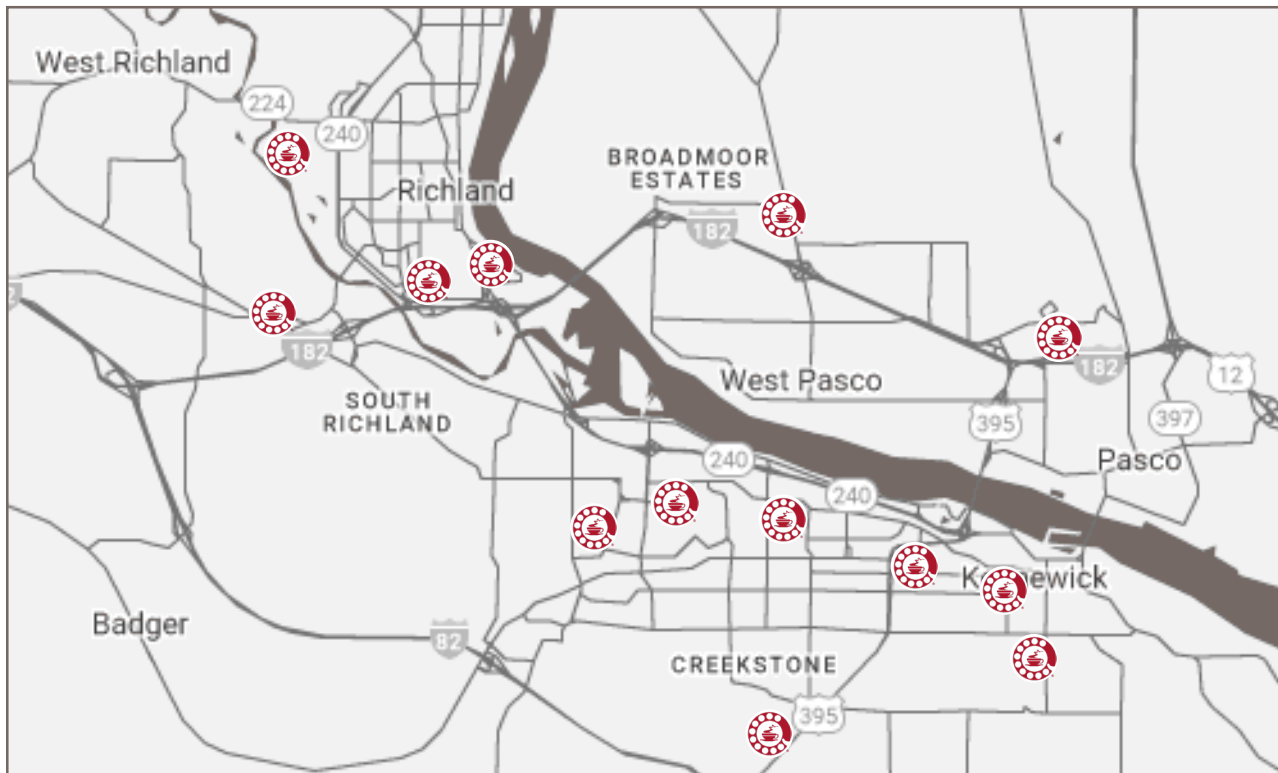 West Richland
224
240
BROADMOOR
ESTATES
Richland
182
182
182
12
West Pasco
SOUTH
RICHLAND
395
397
240
Pasco
240
Badger
82
CREEKSTONE
395